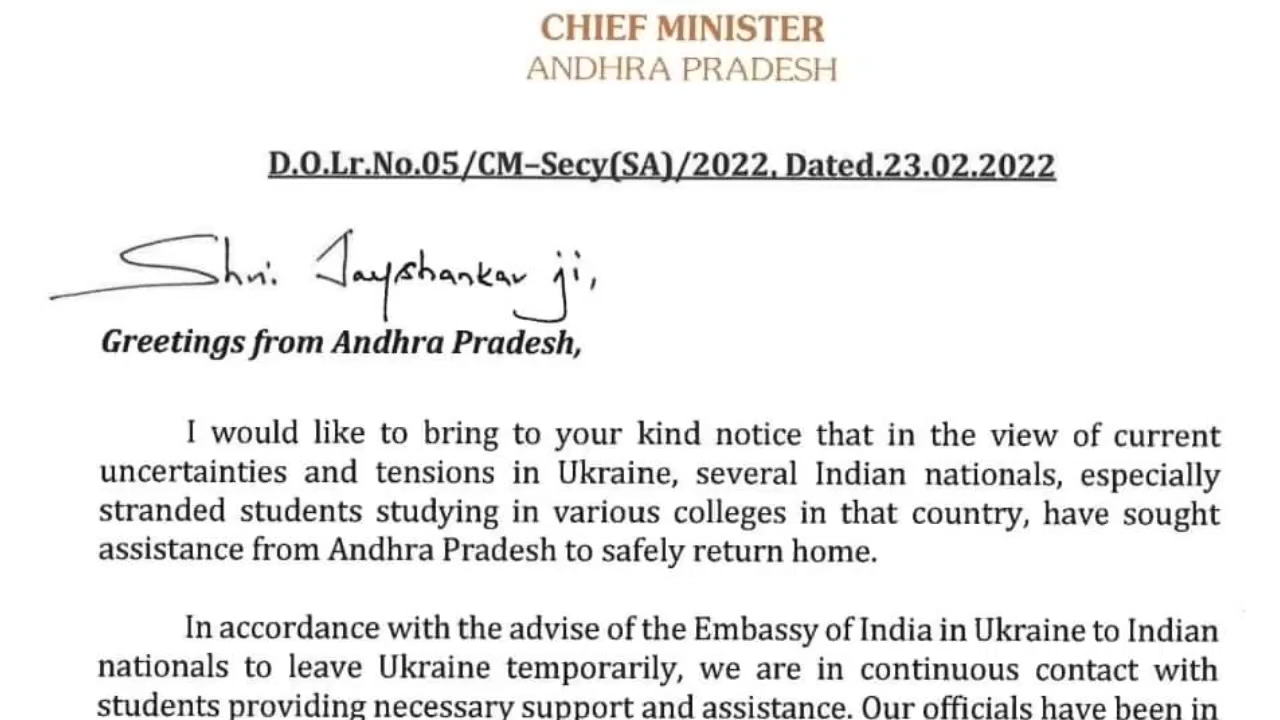 CHIEF MINISTER
ANDHRA PRADESH
D.O.Lr.No.05/CM-Secy(SA)/2022, Dated.23.02.2022
Shri. Jayshankar ji,
Greetings from Andhra Pradesh,
I would like to bring to your kind notice that in the view of current
uncertainties and tensions in Ukraine, several Indian nationals, especially
stranded students studying in various colleges in that country, have sought
assistance from Andhra Pradesh to safely return home.
In accordance with the advise of the Embassy of India in Ukraine to Indian
nationals to leave Ukraine temporarily, we are in continuous contact with
students providing necessary support and assistance. Our officials have been in